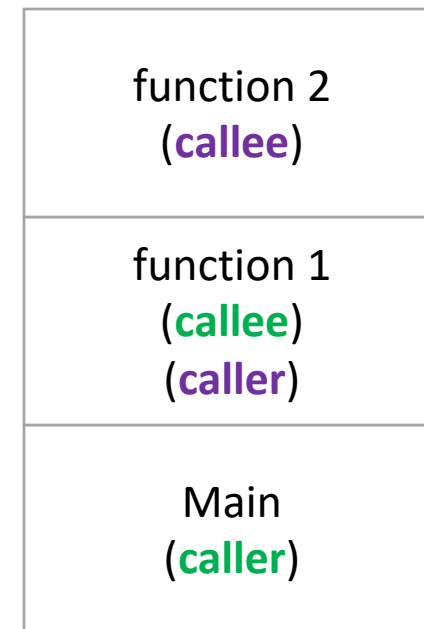 function 2
(callee)
function 1
(callee)
(caller)
Main
(caller)